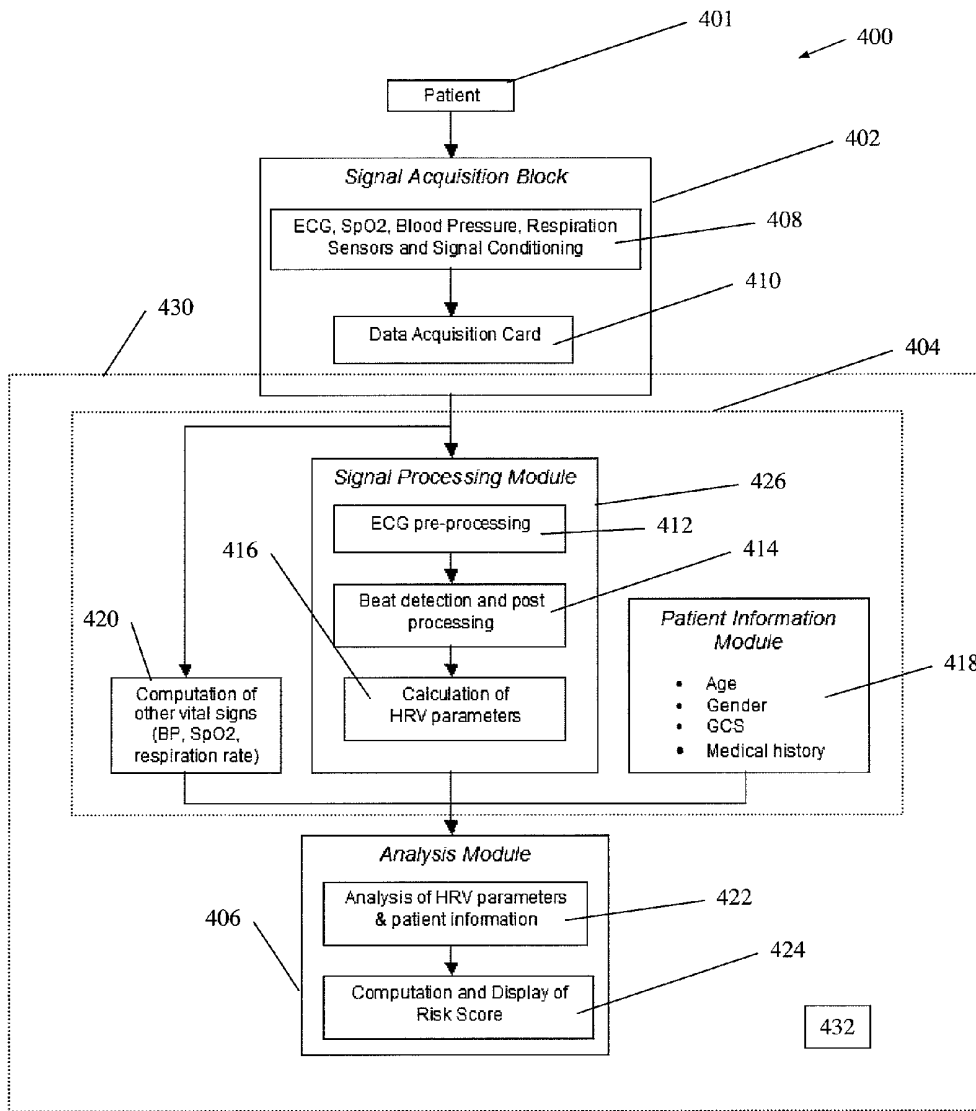 401
400
Patient
402
Signal Acquisition Block
ECG, SpO2, Blood Pressure, Respiration
Sensors and Signal Conditioning
408
410
Data Acquisition Card
430
404
Signal Processing Module
426
ECG pre-processing
412
416
414
Beat detection and post
processing
420
Patient Information
Module
418
• Age
• Gender
• GCS
• Medical history
Computation of
other vital signs
(BP, SpO2,
respiration rate)
Calculation of
HRV parameters
Analysis Module
Analysis of HRV parameters
& patient information
422
406
424
Computation and Display of
Risk Score
432